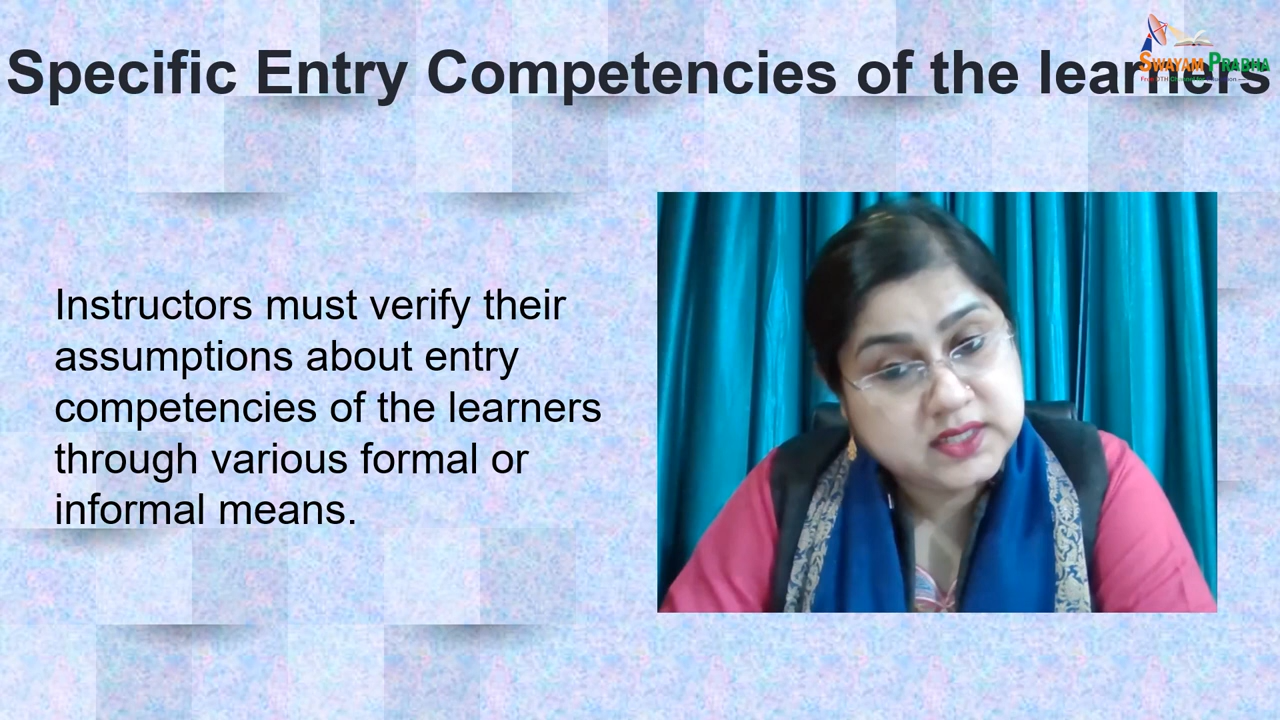 Specific Entry Competencies of the learners
SWAYAM PRABHA
Instructors must verify their
assumptions about entry
competencies of the learners
through various formal or
informal means.